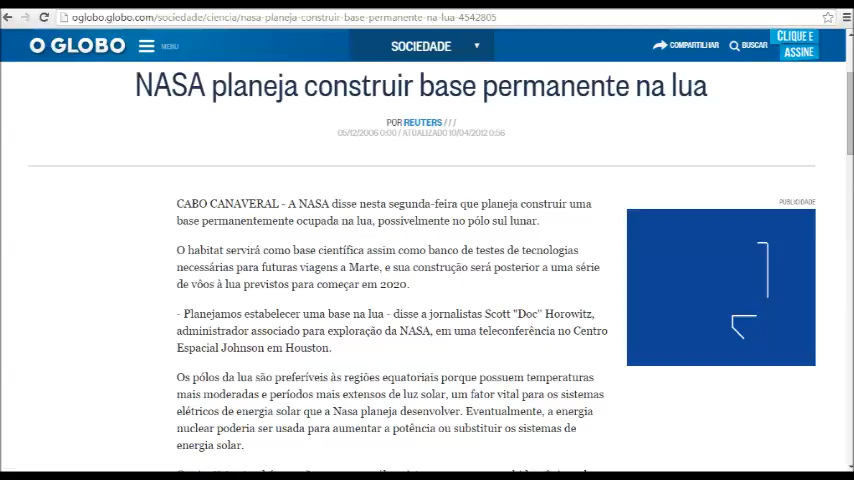 oglobo.globo.com/sociedade/ciencia/nasa-planeja-construir-base-permanente-na-lua-4542805
O GLOBO MENU SOCIEDADE COMPARTILHAR BUSCAR CLIQUE E ASSINE
NASA planeja construir base permanente na lua
POR REUTERS / / /
05/12/2006 0:00 / ATUALIZADO 10/04/2012 0:56
PUBLICIDADE
CABO CANAVERAL - A NASA disse nesta segunda-feira que planeja construir uma
base permanentemente ocupada na lua, possivelmente no pólo sul lunar.
O habitat servirá como base científica assim como banco de testes de tecnologias
necessárias para futuras viagens a Marte, e sua construção será posterior a uma série
de vôos à lua previstos para começar em 2020.
- Planejamos estabelecer uma base na lua - disse a jornalistas Scott "Doc" Horowitz,
administrador associado para exploração da NASA, em uma teleconferência no Centro
Espacial Johnson em Houston.
Os pólos da lua são preferíveis às regiões equatoriais porque possuem temperaturas
mais moderadas e períodos mais extensos de luz solar, um fator vital para os sistemas
elétricos de energia solar que a Nasa planeja desenvolver. Eventualmente, a energia
nuclear poderia ser usada para aumentar a potência ou substituir os sistemas de
energia solar.